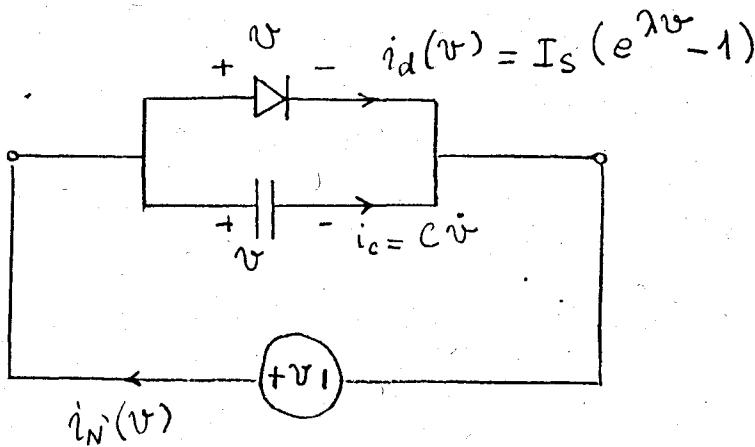 v
+ − i_d(v) = I_S (e^{λv} - 1)
+ − i_c = C v̇
v
+ v ı
i_N(v)